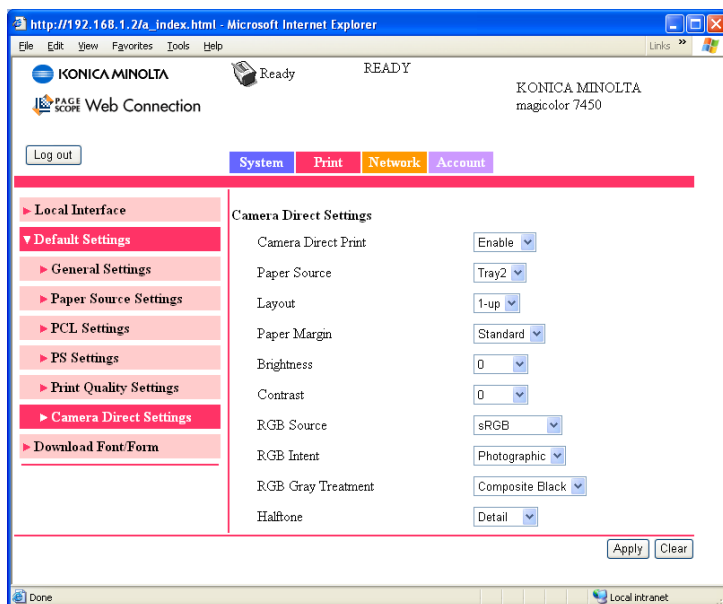 http://192.168.1.2/a_index.html - Microsoft Internet Explorer
File Edit View Favorites Tools Help Links »
KONICA MINOLTA
Ready
READY
KONICA MINOLTA
magicolor 7450
PAGE SCOPE Web Connection
Log out
System Print Network Account
Local Interface
Default Settings
General Settings
Paper Source Settings
PCL Settings
PS Settings
Print Quality Settings
Camera Direct Settings
Download Font/Form
Camera Direct Settings
Camera Direct Print Enable
Paper Source Tray2
Layout 1-up
Paper Margin Standard
Brightness 0
Contrast 0
RGB Source sRGB
RGB Intent Photographic
RGB Gray Treatment Composite Black
Halftone Detail
Apply Clear
Done Local intranet